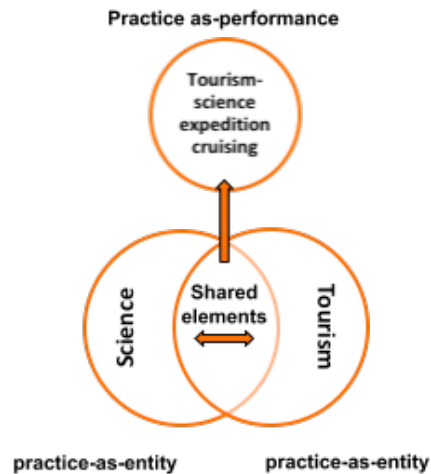 Practice as-performance
Tourism-
science
expedition
cruising
Science
Shared
elements
Tourism
practice-as-entity
practice-as-entity